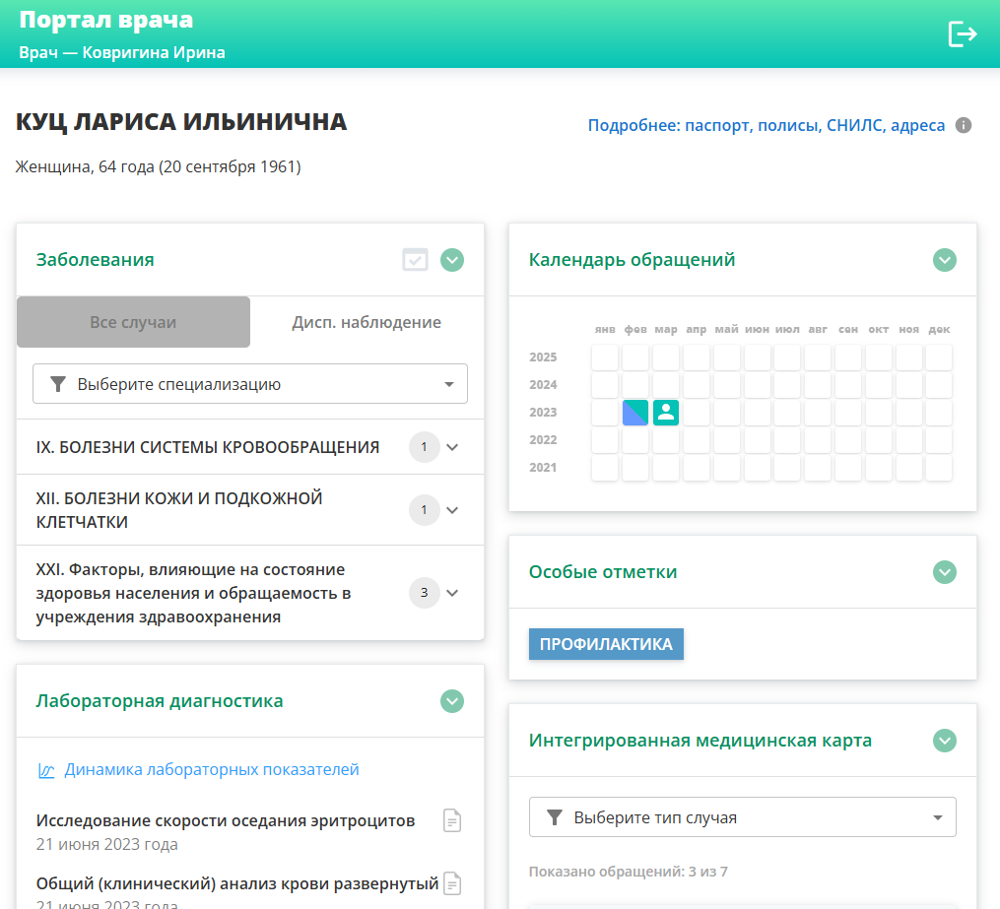 Портал врача
Врач — Ковригина Ирина
КУЦ ЛАРИСА ИЛЬИНИЧНА
Подробнее: паспорт, полисы, СНИЛС, адреса
Женщина, 64 года (20 сентября 1961)
Заболевания
Все случаи
Дисп. наблюдение
Выберите специализацию
IX. БОЛЕЗНИ СИСТЕМЫ КРОВООБРАЩЕНИЯ 1
XII. БОЛЕЗНИ КОЖИ И ПОДКОЖНОЙ
КЛЕТЧАТКИ
1
XXI. Факторы, влияющие на состояние
здоровья населения и обращаемость в
учреждения здравоохранения
3
Лабораторная диагностика
Динамика лабораторных показателей
Исследование скорости оседания эритроцитов
21 июня 2023 года
Общий (клинический) анализ крови развернутый
21 июня 2023 года
Календарь обращений
янв фев мар апр май июн июл авг сен окт ноя дек
2025
2024
2023
2022
2021
Особые отметки
ПРОФИЛАКТИКА
Интегрированная медицинская карта
Выберите тип случая
Показано обращений: 3 из 7